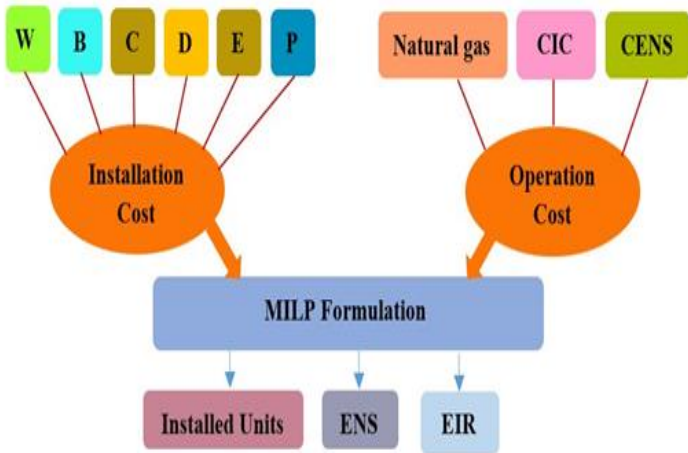 W B C D E P
Natural gas CIC CENS
Installation
Cost
Operation
Cost
MILP Formulation
Installed Units ENS EIR